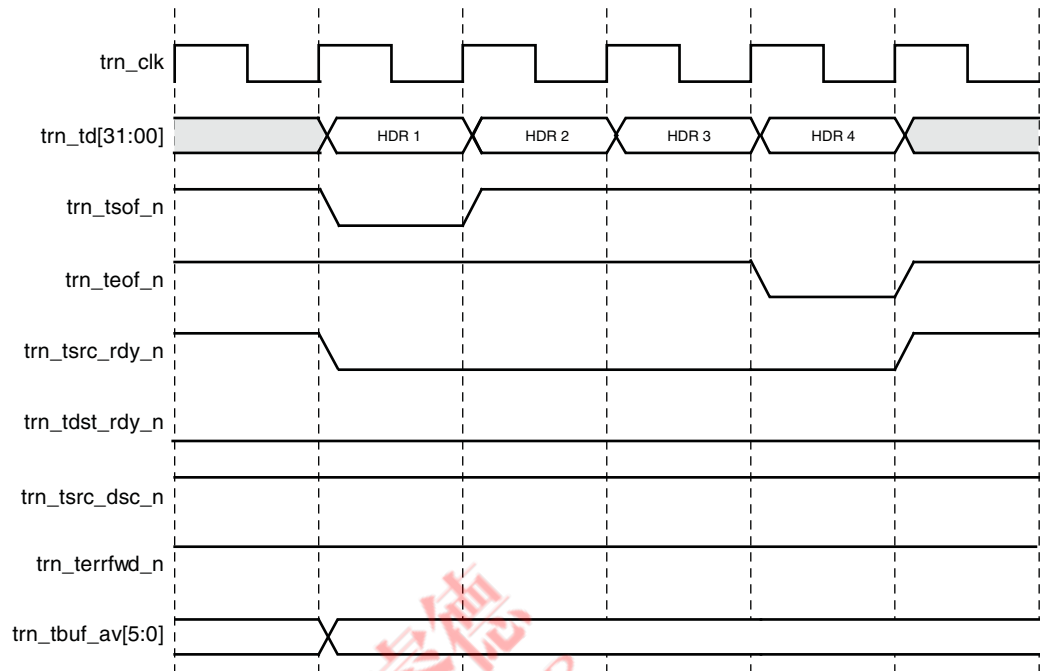 trn_clk
trn_td[31:00]
HDR 1
HDR 2
HDR 3
HDR 4
trn_tsof_n
trn_teof_n
trn_tsrc_rdy_n
trn_tdst_rdy_n
trn_tsrc_dsc_n
trn_terrfwd_n
trn_tbuf_av[5:0]